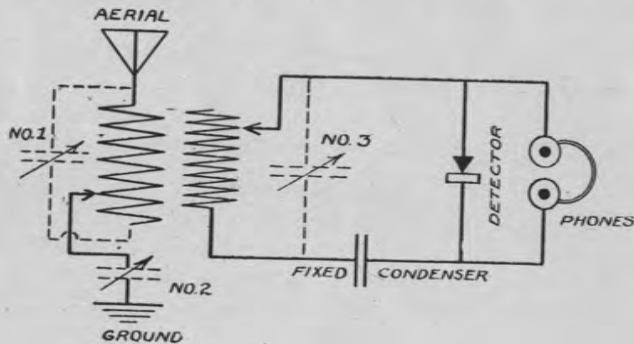 AERIAL
NO.1
NO.3
DETECTOR
PHONES
FIXED CONDENSER
NO.2
GROUND